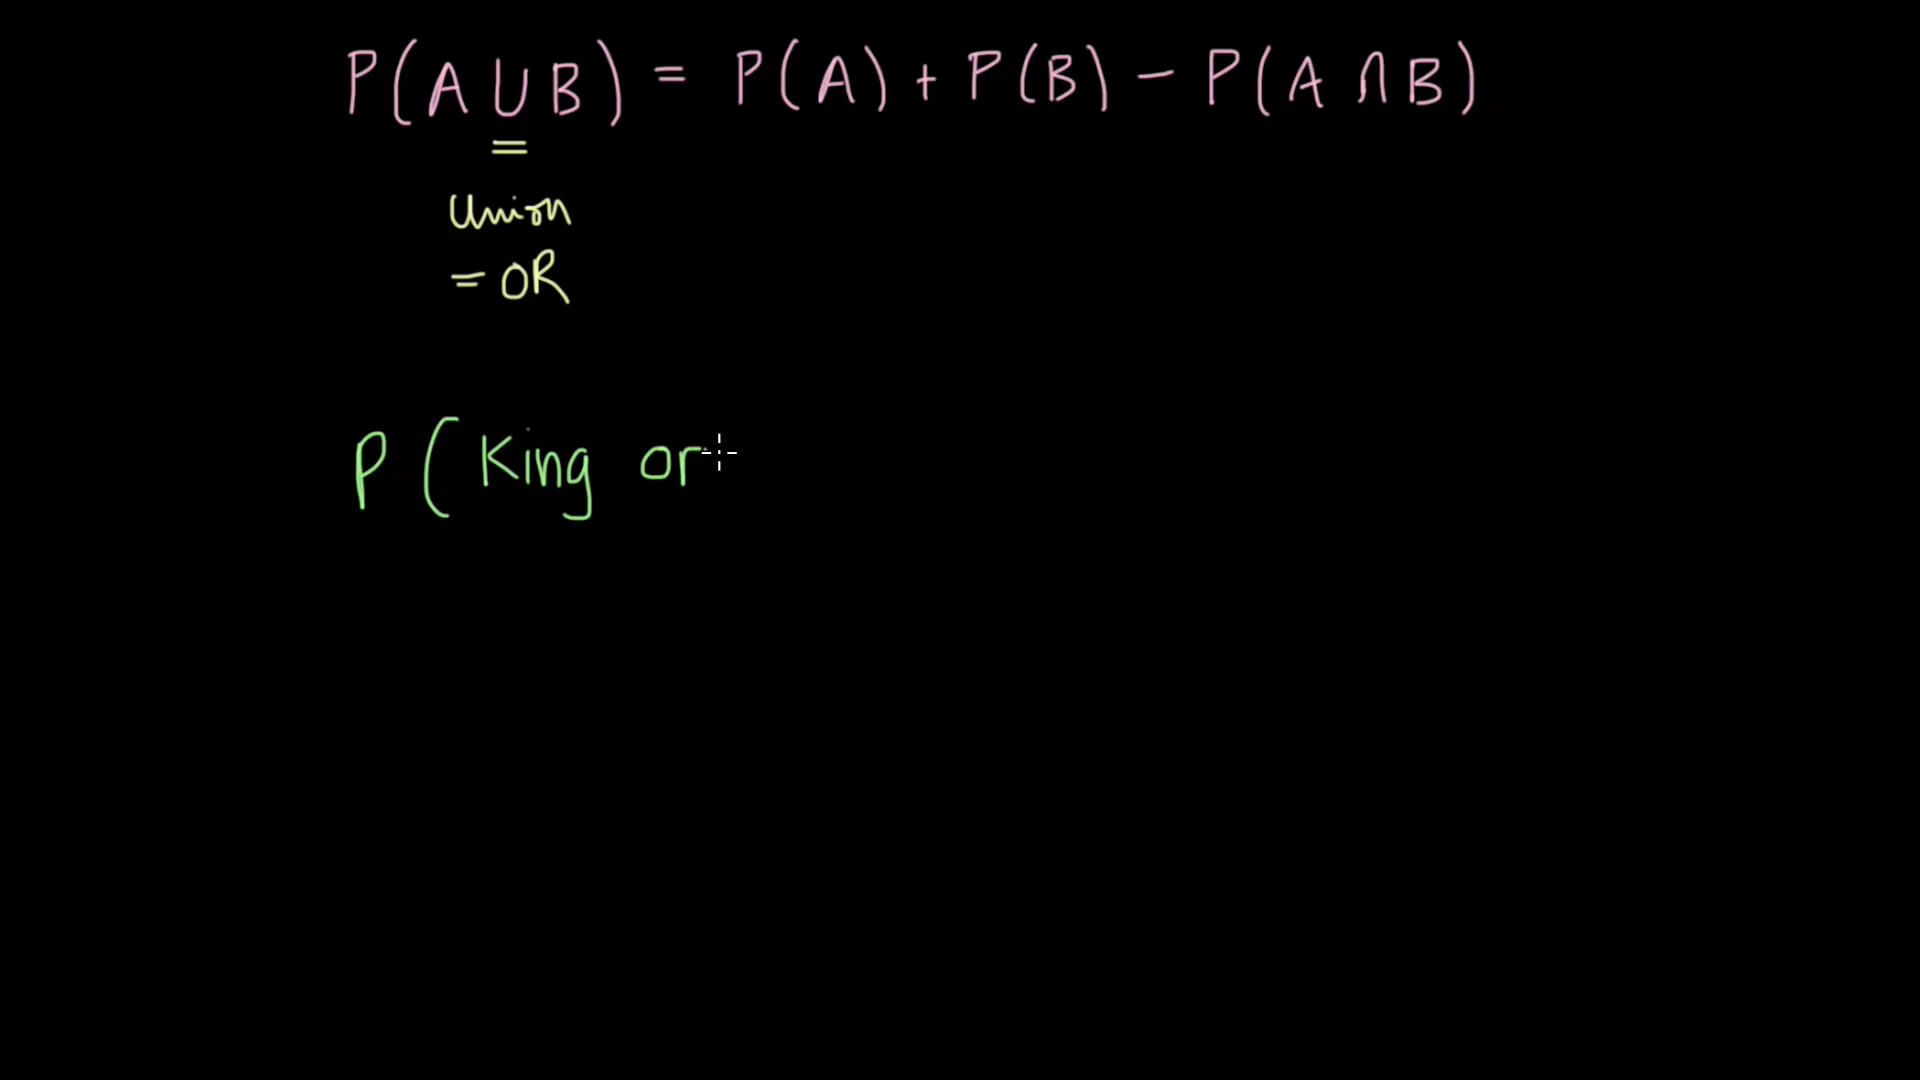 P(A ∪ B) = P(A) + P(B) − P(A ∩ B)
=
Union
= OR
P(King or